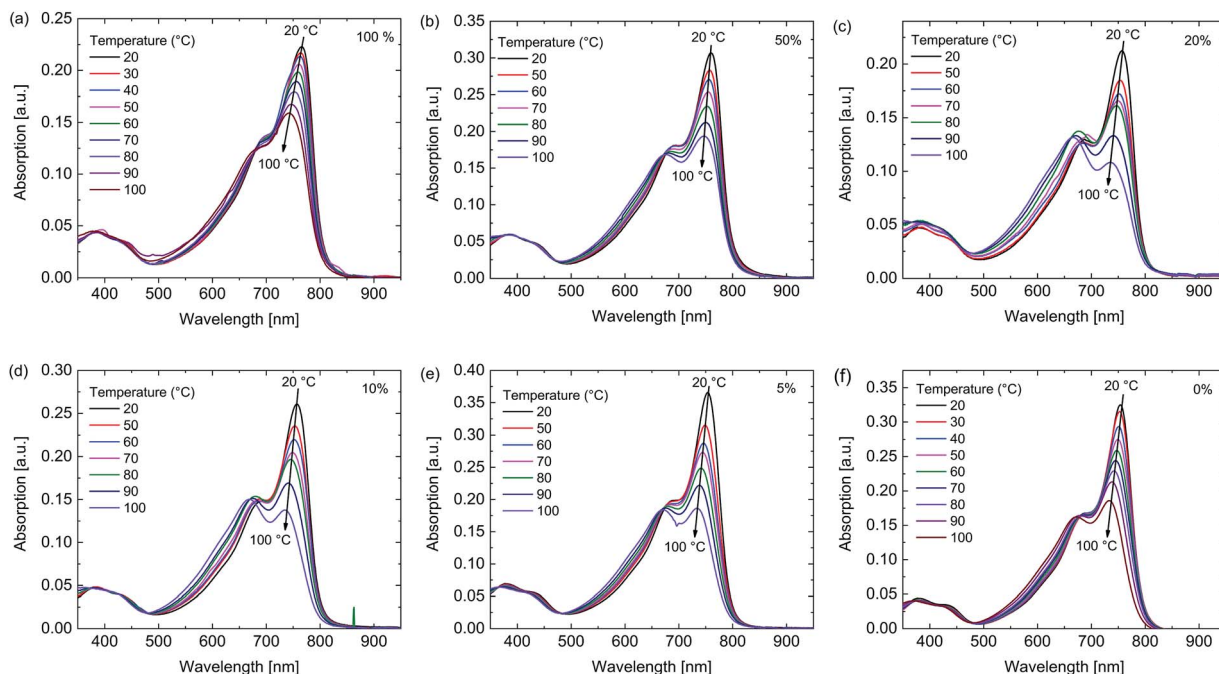 (a)
Temperature (°C)
20
30
40
50
60
70
80
90
100
20 °C
100 %
100 °C
0.25
0.20
0.15
0.10
0.05
0.00
Absorption [a.u.]
400 500 600 700 800 900
Wavelength [nm]
(b)
Temperature (°C)
20
50
60
70
80
90
100
20 °C
50%
100 °C
0.35
0.30
0.25
0.20
0.15
0.10
0.05
0.00
Absorption [a.u.]
400 500 600 700 800 900
Wavelength [nm]
(c)
Temperature (°C)
20
50
60
70
80
90
100
20 °C
20%
100 °C
0.20
0.15
0.10
0.05
0.00
Absorption [a.u.]
400 500 600 700 800 900
Wavelength [nm]
(d)
Temperature (°C)
20
50
60
70
80
90
100
20 °C
10%
100 °C
0.30
0.25
0.20
0.15
0.10
0.05
0.00
Absorption [a.u.]
400 500 600 700 800 900
Wavelength [nm]
(e)
Temperature (°C)
20
50
60
70
80
90
100
20 °C
5%
100 °C
0.40
0.35
0.30
0.25
0.20
0.15
0.10
0.05
0.00
Absorption [a.u.]
400 500 600 700 800 900
Wavelength [nm]
(f)
Temperature (°C)
20
30
40
50
60
70
80
90
100
20 °C
0%
100 °C
0.35
0.30
0.25
0.20
0.15
0.10
0.05
0.00
Absorption [a.u.]
400 500 600 700 800 900
Wavelength [nm]